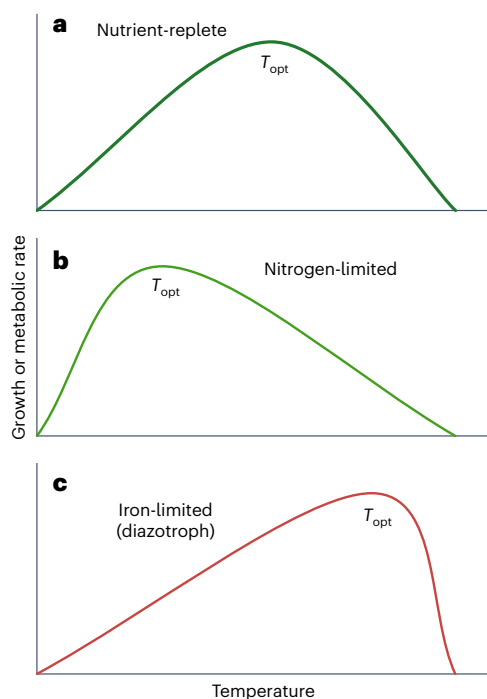 a
Nutrient-replete
Topt
b
Nitrogen-limited
Topt
Growth or metabolic rate
c
Iron-limited
(diazotroph)
Topt
Temperature